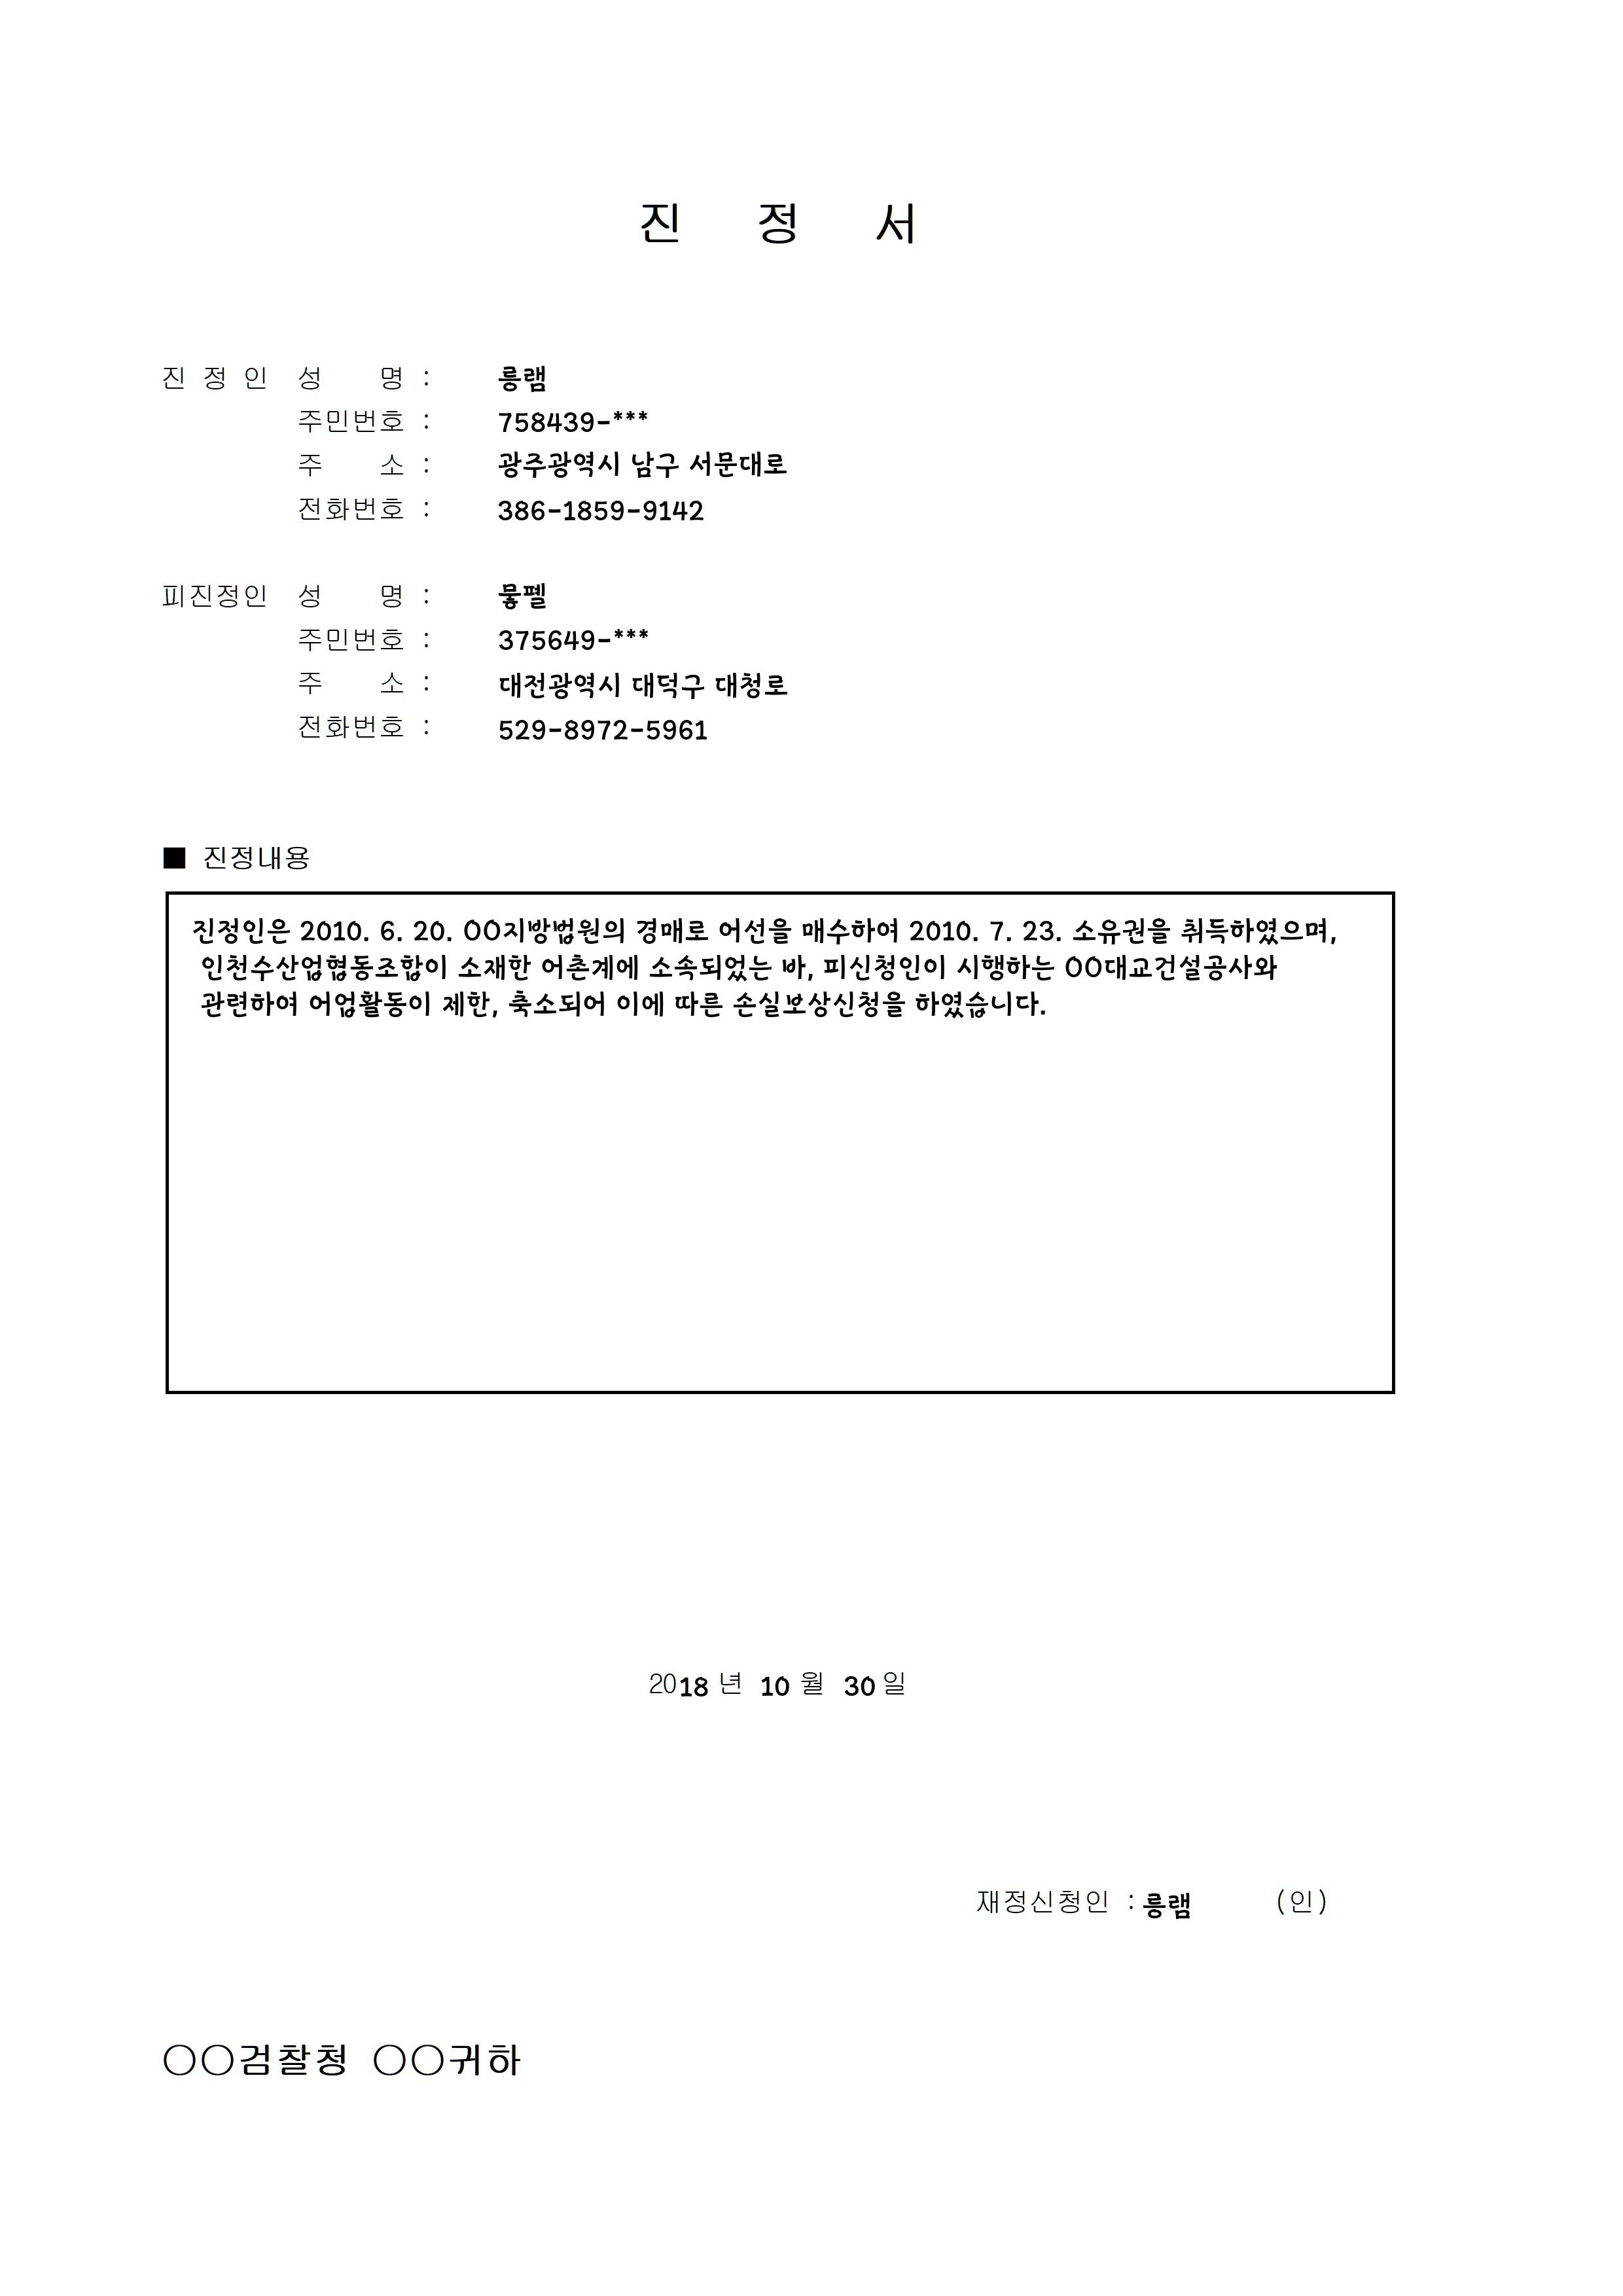 진 정 서
진 정 인 성 명 : 릉램
주민번호 : 758439-***
주 소 : 광주광역시 남구 서문대로
전화번호 : 386-1859-9142
피진정인 성 명 : 뭏폘
주민번호 : 375649-***
주 소 : 대전광역시 대덕구 대청로
전화번호 : 529-8972-5961
■ 진정내용
진정인은 2010. 6. 20. OO지방법원의 경매로 어선을 매수하여 2010. 7. 23. 소유권을 취득하였으며,
인천수산업협동조합이 소재한 어촌계에 소속되었는 바, 피신청인이 시행하는 OO대교건설공사와
관련하여 어업활동이 제한, 축소되어 이에 따른 손실보상신청을 하였습니다.
2018 년 10 월 30 일
재정신청인 : 릉램 (인)
○○검찰청 ○○귀하